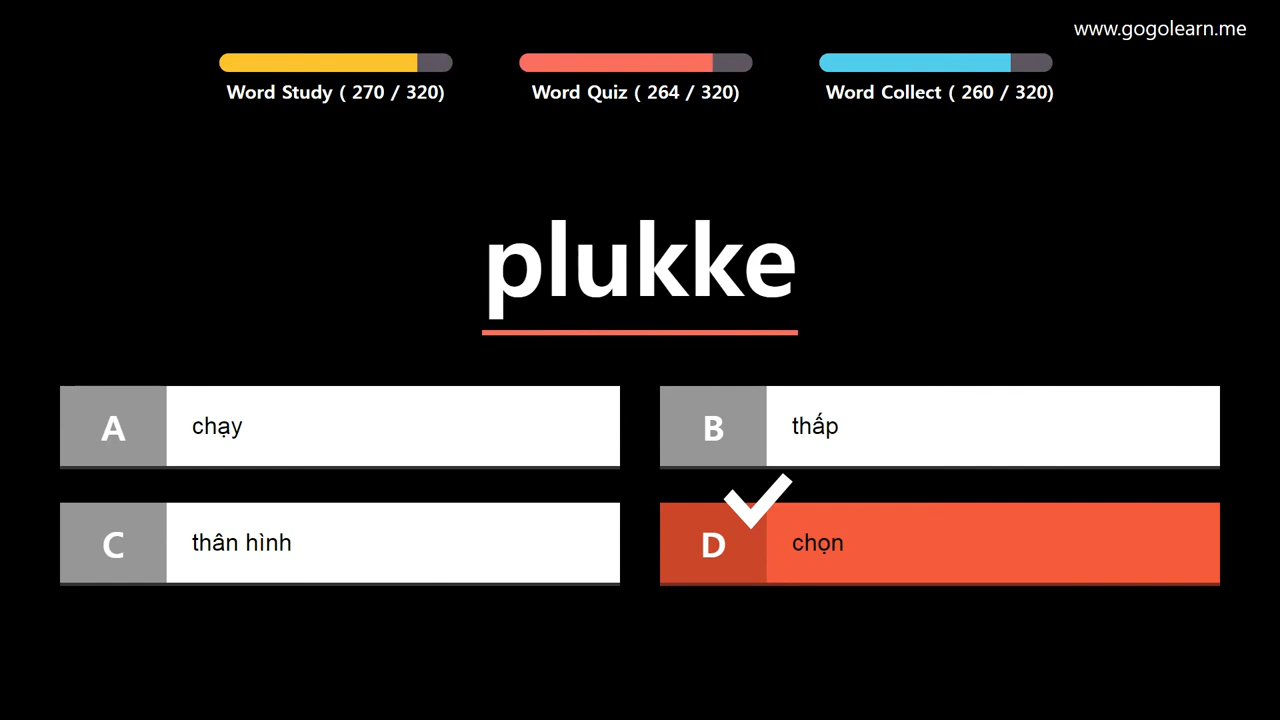 www.gogolearn.me
Word Study ( 270 / 320)
Word Quiz ( 264 / 320)
Word Collect ( 260 / 320)
plukke
A chạy
B thấp
C thân hình
D chọn